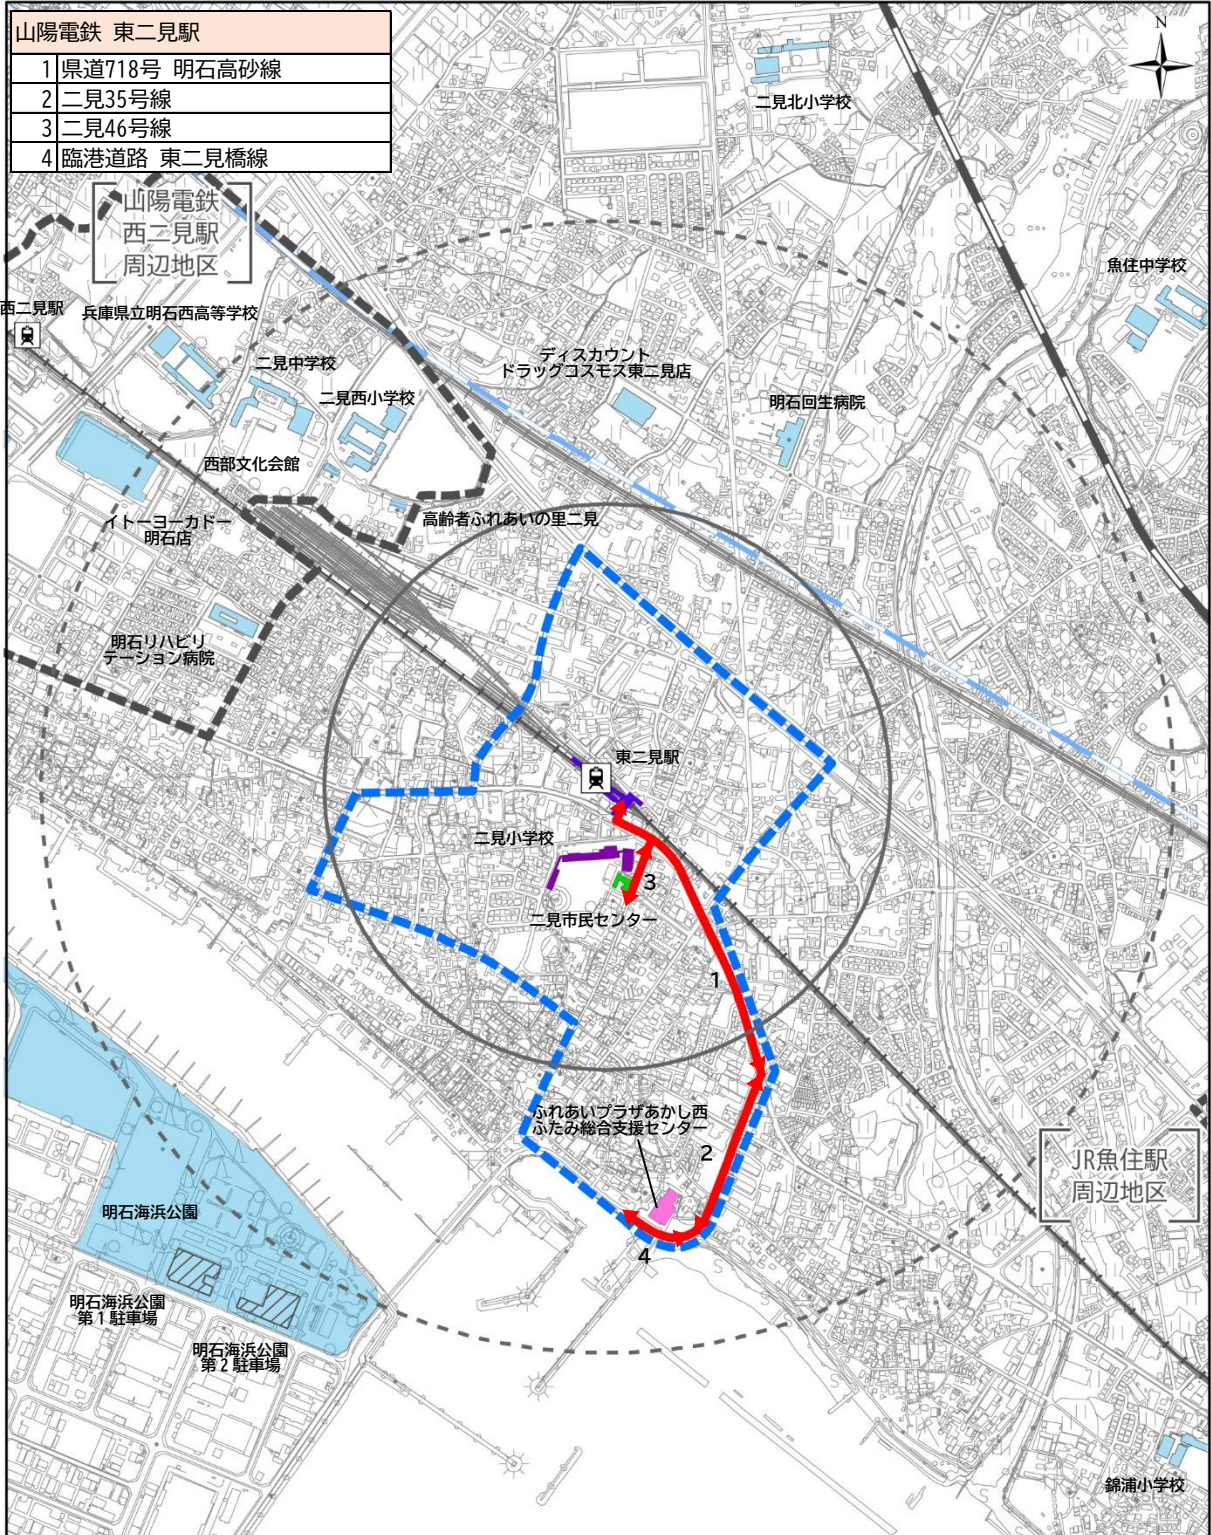 山陽電鉄 東二見駅
1 県道718号 明石高砂線
2 二見35号線
3 二見46号線
4 臨港道路 東二見橋線
N
二見北小学校
山陽電鉄
西二見駅
周辺地区
魚住中学校
西二見駅
兵庫県立明石西高等学校
二見中学校
ディスカウント
ドラッグコスモス東二見店
二見西小学校
明石回生病院
西部文化会館
イトーヨーカドー
明石店
高齢者ふれあいの里二見
明石リハビリ
テーション病院
東二見駅
二見小学校
3
二見市民センター
1
ふれあいプラザあかし西
ふたみ総合支援センター
2
JR魚住駅
周辺地区
明石海浜公園
4
明石海浜公園
第1駐車場
明石海浜公園
第2駐車場
錦浦小学校